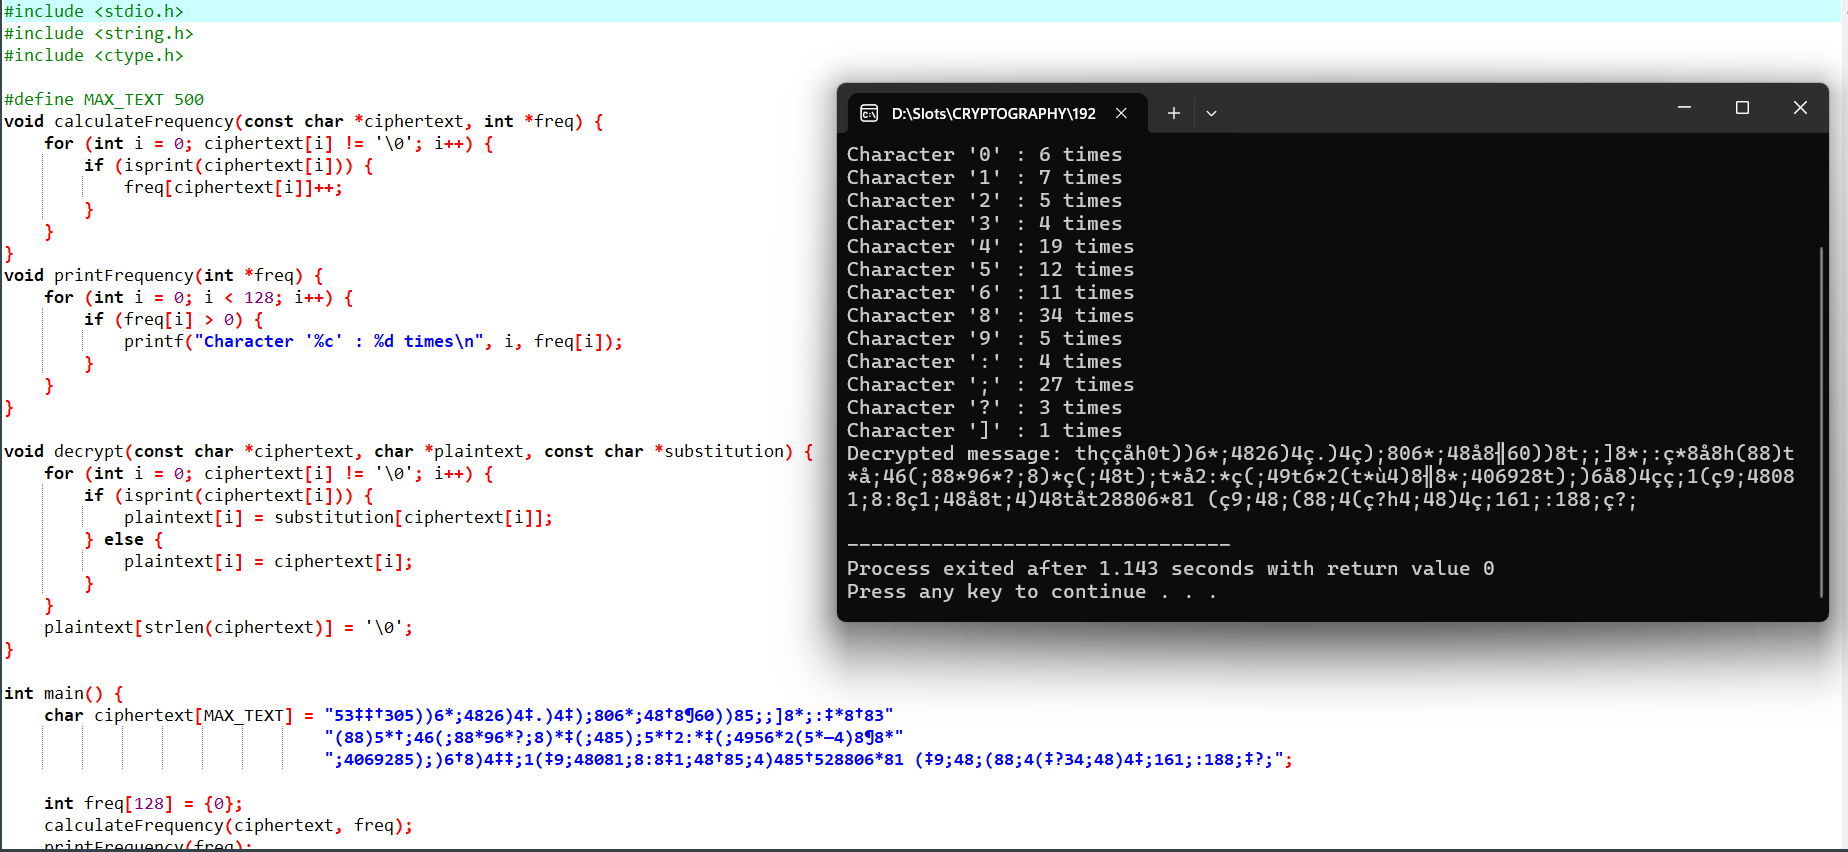 #include <stdio.h>
#include <string.h>
#include <ctype.h>
#define MAX_TEXT 500
void calculateFrequency(const char *ciphertext, int *freq) {
    for (int i = 0; ciphertext[i] != '\0'; i++) {
        if (isprint(ciphertext[i])) {
            freq[ciphertext[i]]++;
        }
    }
}
void printFrequency(int *freq) {
    for (int i = 0; i < 128; i++) {
        if (freq[i] > 0) {
            printf("Character '%c' : %d times\n", i, freq[i]);
        }
    }
}
void decrypt(const char *ciphertext, char *plaintext, const char *substitution) {
    for (int i = 0; ciphertext[i] != '\0'; i++) {
        if (isprint(ciphertext[i])) {
            plaintext[i] = substitution[ciphertext[i]];
        } else {
            plaintext[i] = ciphertext[i];
        }
    }
    plaintext[strlen(ciphertext)] = '\0';
}
int main() {
    char ciphertext[MAX_TEXT] = "53‡‡†305))6*;4826)4‡.)4‡);806*;48†8¶60))85;;]8*;:‡*8†83"
                                "(88)5*†;46(;88*96*?;8)*‡(;485);5*†2:*‡(;4956*2(5*—4)8¶8*"
                                ";4069285);)6†8)4‡‡;1(‡9;48081;8:8‡1;48†85;4)485†528806*81 (‡9;48;(88;4(‡?34;48)4‡;161;:188;‡?;";
    int freq[128] = {0};
    calculateFrequency(ciphertext, freq);
    printFrequency(freq);
D:\Slots\CRYPTOGRAPHY\192
Character '0' : 6 times
Character '1' : 7 times
Character '2' : 5 times
Character '3' : 4 times
Character '4' : 19 times
Character '5' : 12 times
Character '6' : 11 times
Character '8' : 34 times
Character '9' : 5 times
Character ':' : 4 times
Character ';' : 27 times
Character '?' : 3 times
Character ']' : 1 times
Decrypted message: thççåh0t))6*;4826)4ç.)4ç);806*;48å8╢60))8t;;]8*;:ç*8å8h(88)t
*å;46(;88*96*?;8)*ç(;48t);t*å2:*ç(;49t6*2(t*ù4)8╢8*;406928t);)6å8)4çç;1(ç9;4808
1;8:8ç1;48å8t;4)48tåt28806*81 (ç9;48;(88;4(ç?h4;48)4ç;161;:188;ç?;
--------------------------------
Process exited after 1.143 seconds with return value 0
Press any key to continue . . .